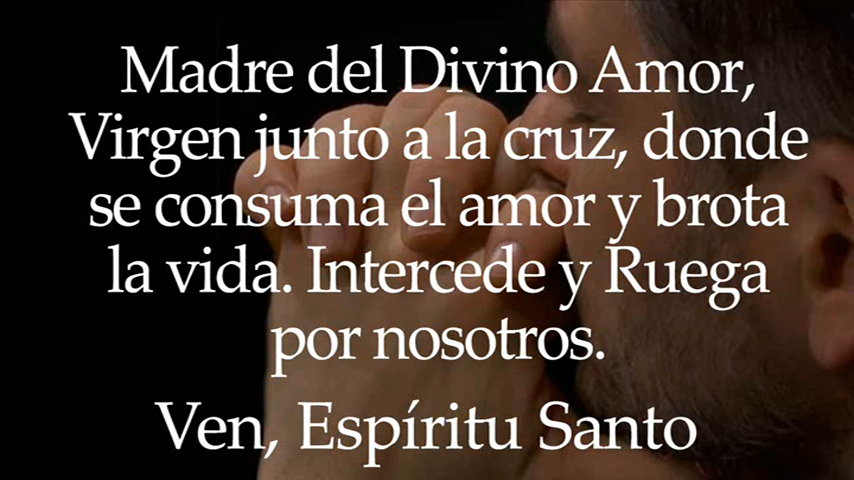 Madre del Divino Amor,
Virgen junto a la cruz, donde
se consuma el amor y brota
la vida. Intercede y Ruega
por nosotros.
Ven, Espíritu Santo